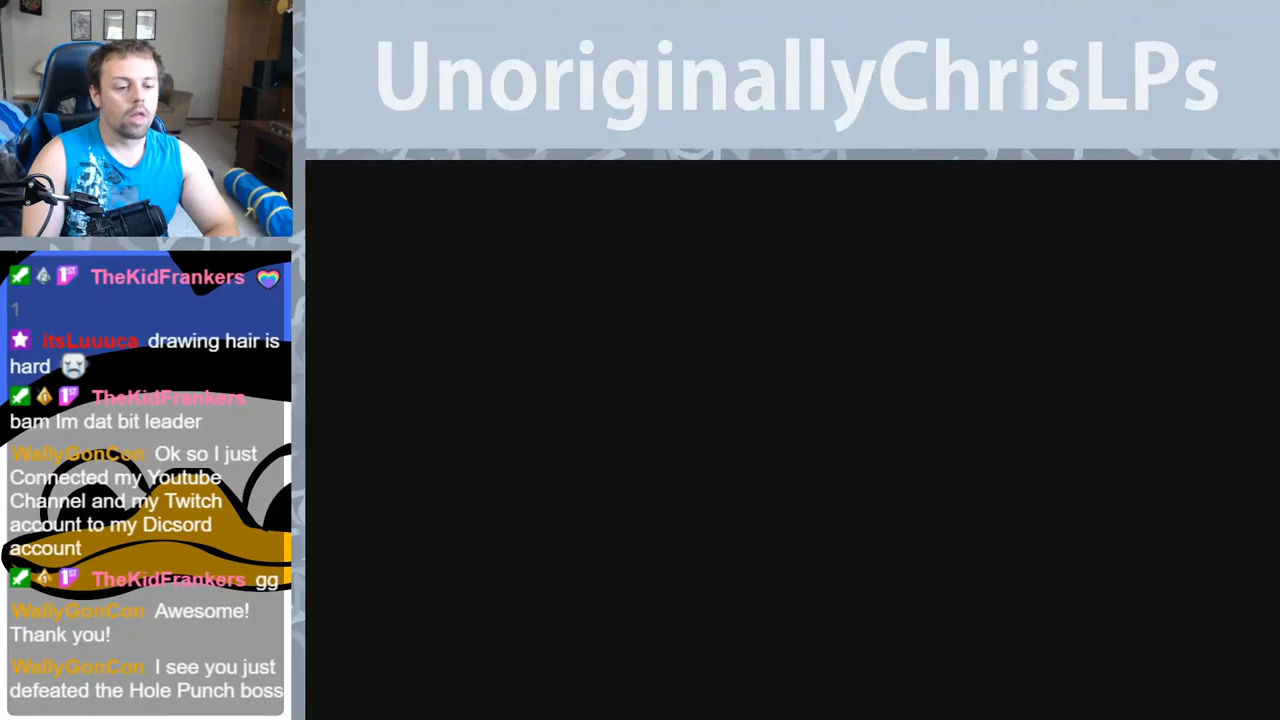 UnoriginallyChrisLPs
TheKidFrankers
1
itsLuuuca drawing hair is
hard
TheKidFrankers
bam Im dat bit leader
WallyGonCon Ok so I just
Connected my Youtube
Channel and my Twitch
account to my Dicsord
account
TheKidFrankers gg
WallyGonCon Awesome!
Thank you!
WallyGonCon I see you just
defeated the Hole Punch boss